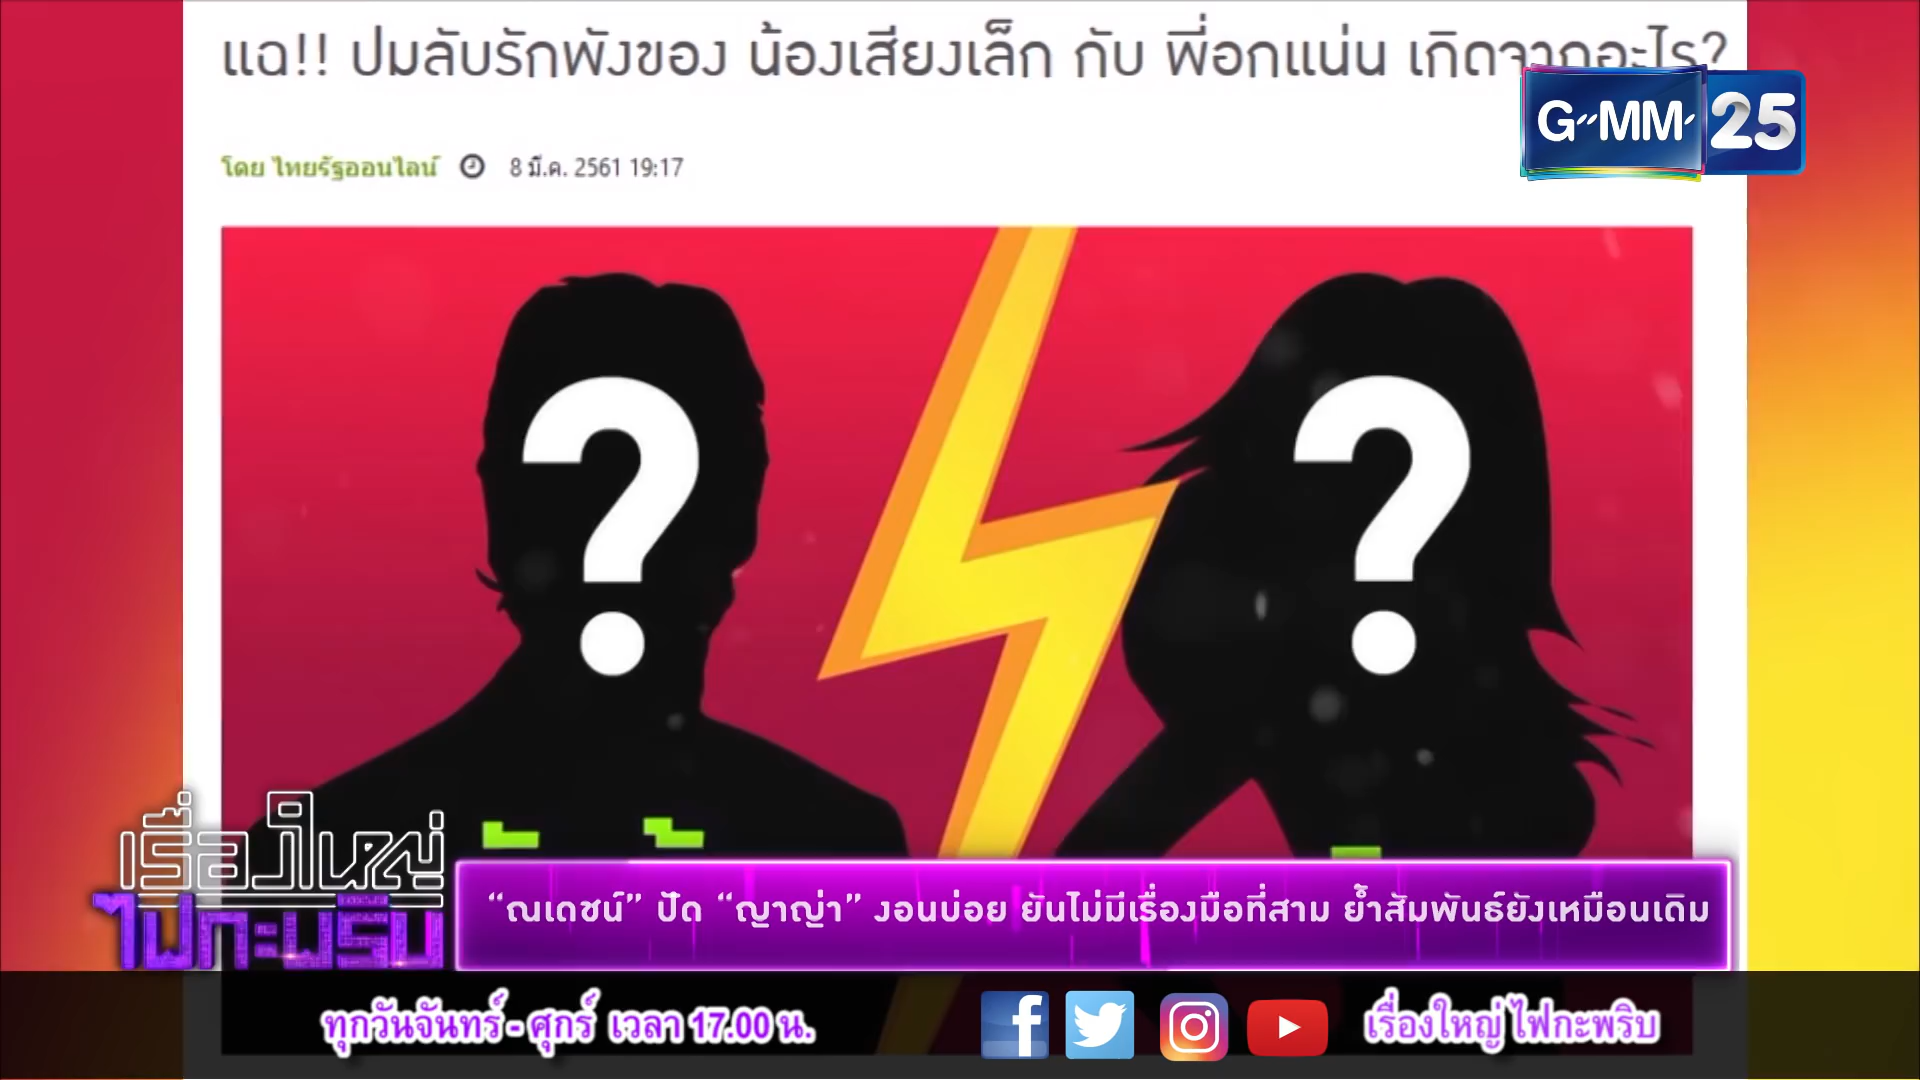 แฉ!! ปมลับรักพังของ น้องเสียงเล็ก กับ พี่อกแน่น เกิดจากอะไร?
GMM 25
โดย ไทยรัฐออนไลน์ 8 มี.ค. 2561 19:17
? ?
เรื่องใหญ่
ไฟกะพริบ
“ณเดชน์” ปัด “ญาญ่า” งอนบ่อย ยันไม่มีเรื่องมือที่สาม ย้ำสัมพันธ์ยังเหมือนเดิม
ทุกวันจันทร์ - ศุกร์ เวลา 17.00 น. เรื่องใหญ่ ไฟกะพริบ